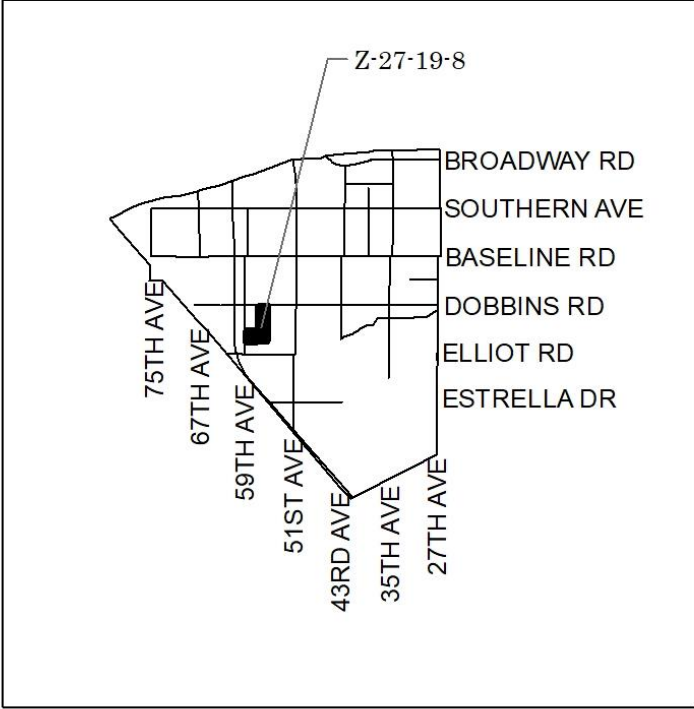 Z-27-19-8
BROADWAY RD
SOUTHERN AVE
BASELINE RD
DOBBINS RD
ELLIOT RD
ESTRELLA DR
75TH AVE
67TH AVE
59TH AVE
51ST AVE
43RD AVE
35TH AVE
27TH AVE